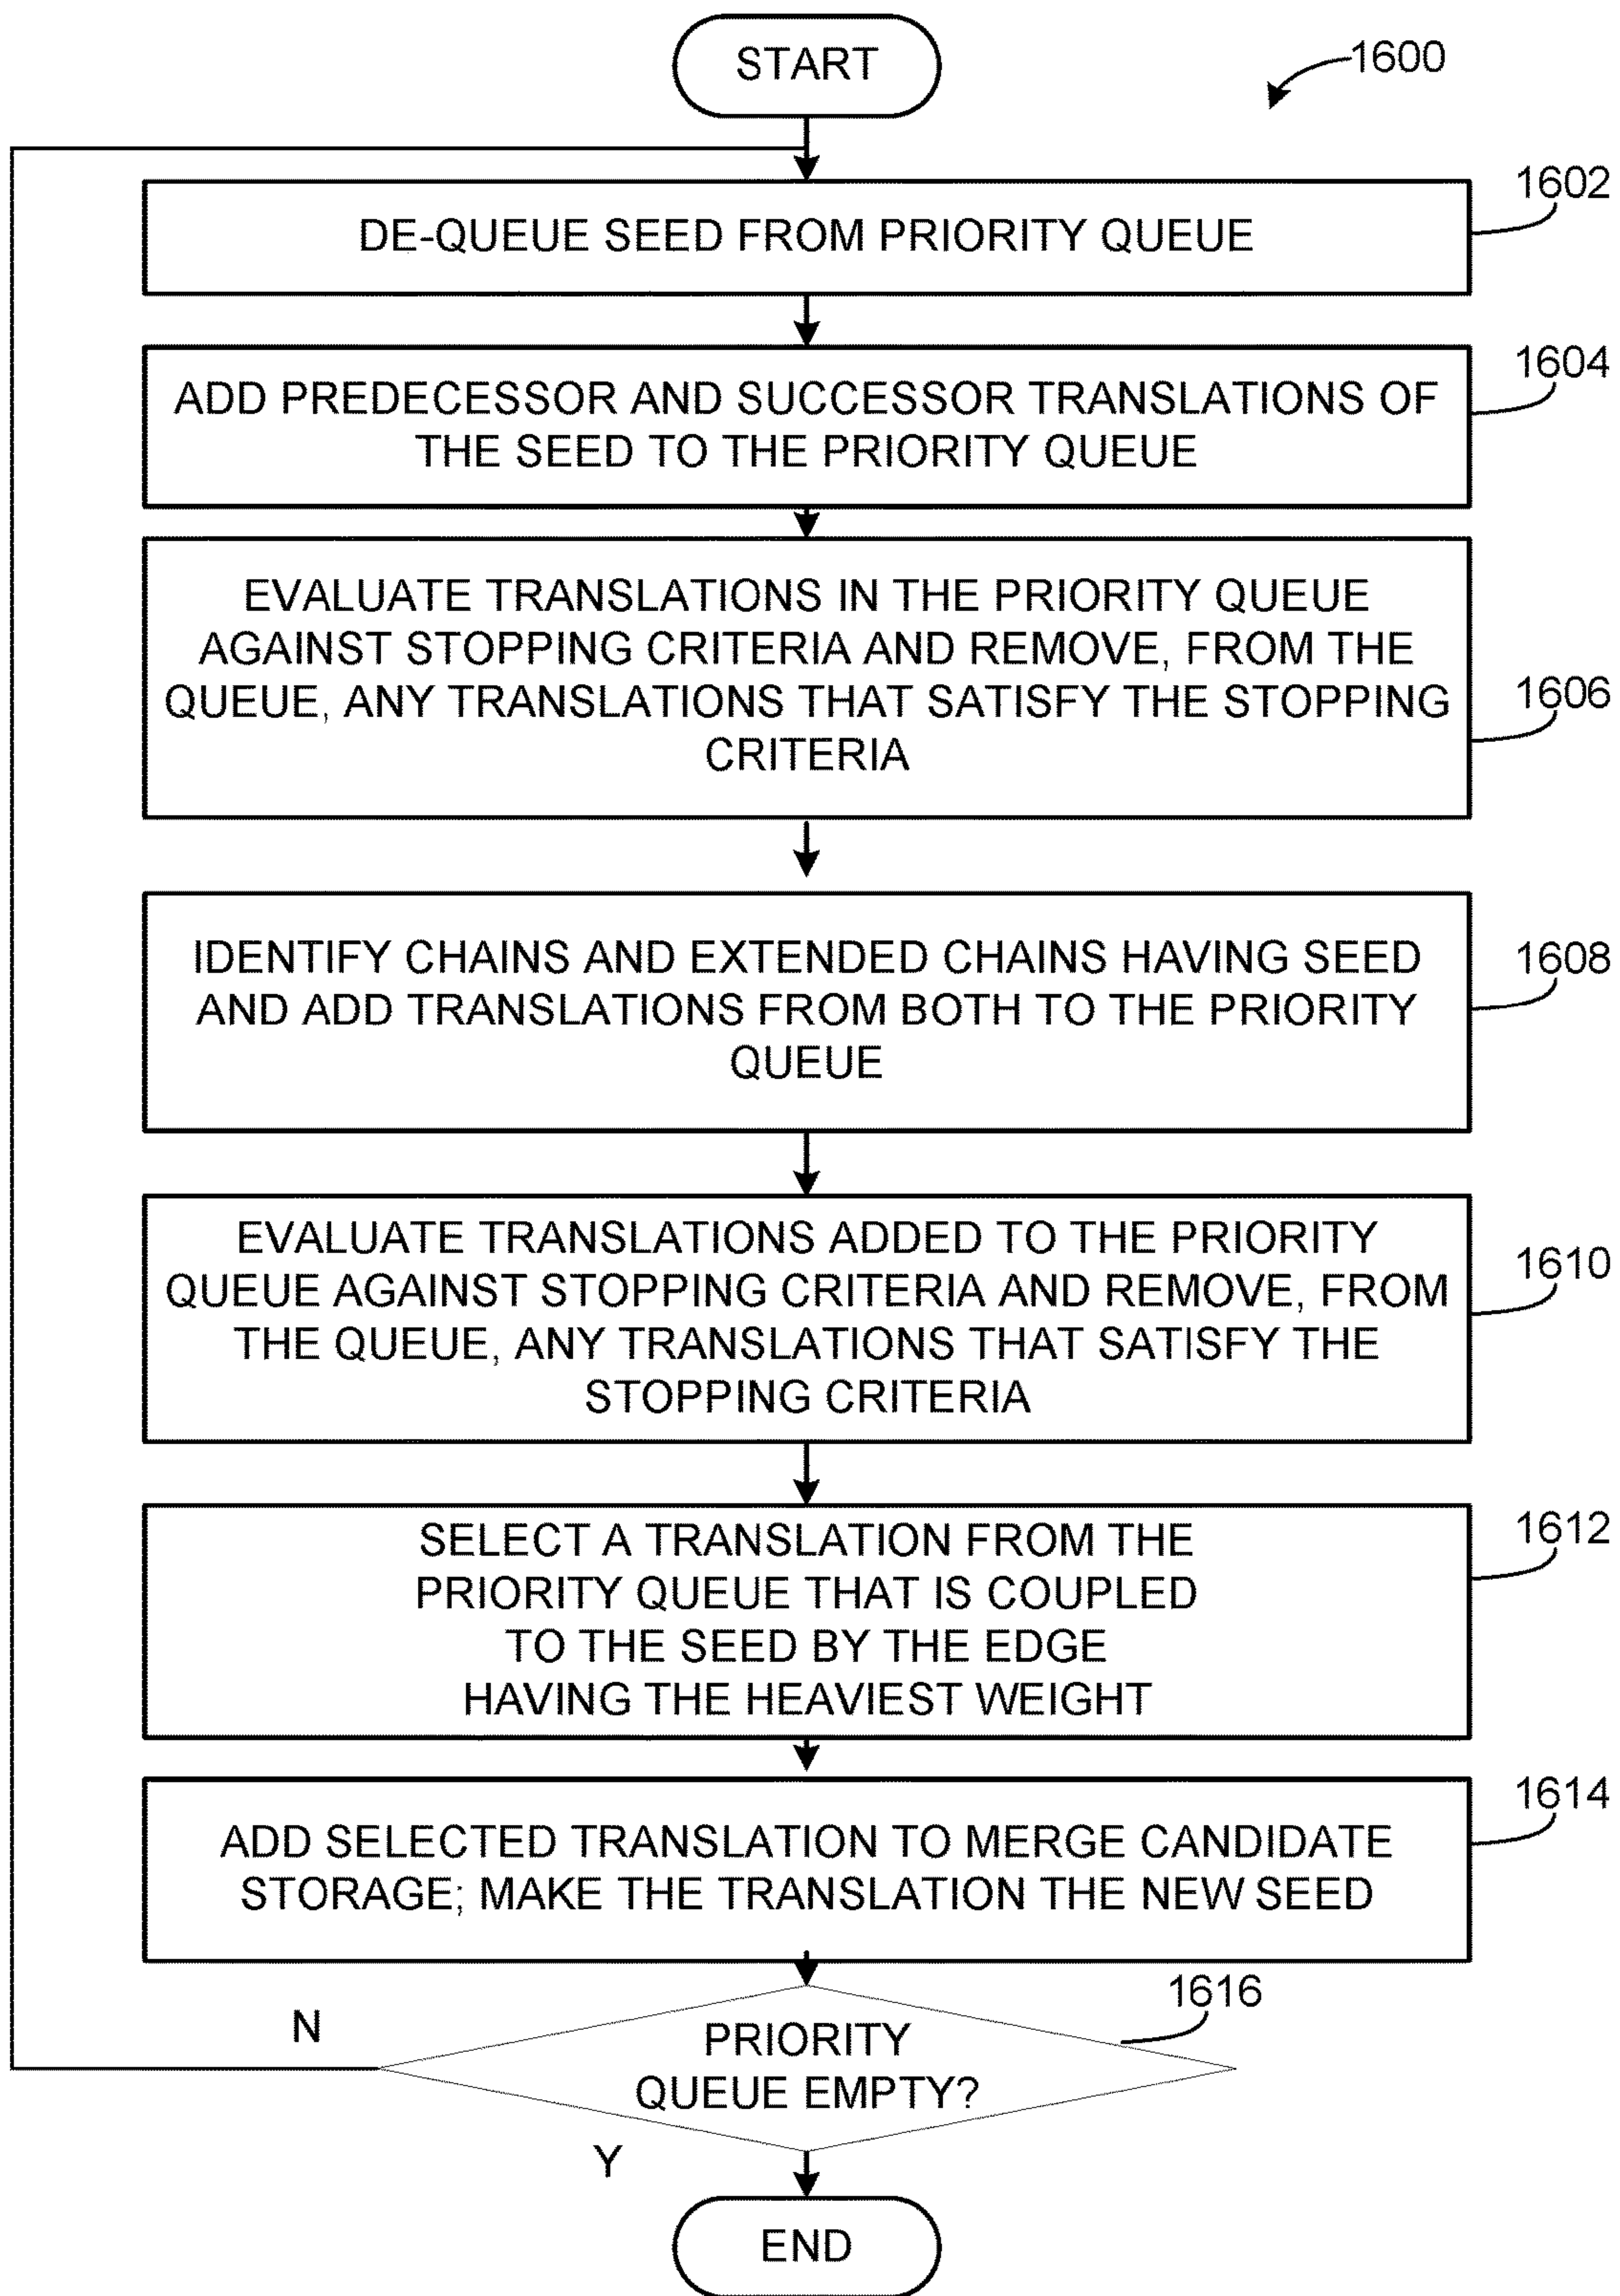 START
1600
1602
DE-QUEUE SEED FROM PRIORITY QUEUE
1604
ADD PREDECESSOR AND SUCCESSOR TRANSLATIONS OF
THE SEED TO THE PRIORITY QUEUE
EVALUATE TRANSLATIONS IN THE PRIORITY QUEUE
AGAINST STOPPING CRITERIA AND REMOVE, FROM THE
QUEUE, ANY TRANSLATIONS THAT SATISFY THE STOPPING
CRITERIA
1606
IDENTIFY CHAINS AND EXTENDED CHAINS HAVING SEED
AND ADD TRANSLATIONS FROM BOTH TO THE PRIORITY
QUEUE
1608
EVALUATE TRANSLATIONS ADDED TO THE PRIORITY
QUEUE AGAINST STOPPING CRITERIA AND REMOVE, FROM
THE QUEUE, ANY TRANSLATIONS THAT SATISFY THE
STOPPING CRITERIA
1610
SELECT A TRANSLATION FROM THE
PRIORITY QUEUE THAT IS COUPLED
TO THE SEED BY THE EDGE
HAVING THE HEAVIEST WEIGHT
1612
ADD SELECTED TRANSLATION TO MERGE CANDIDATE
STORAGE; MAKE THE TRANSLATION THE NEW SEED
1614
1616
N
PRIORITY
QUEUE EMPTY?
Y
END